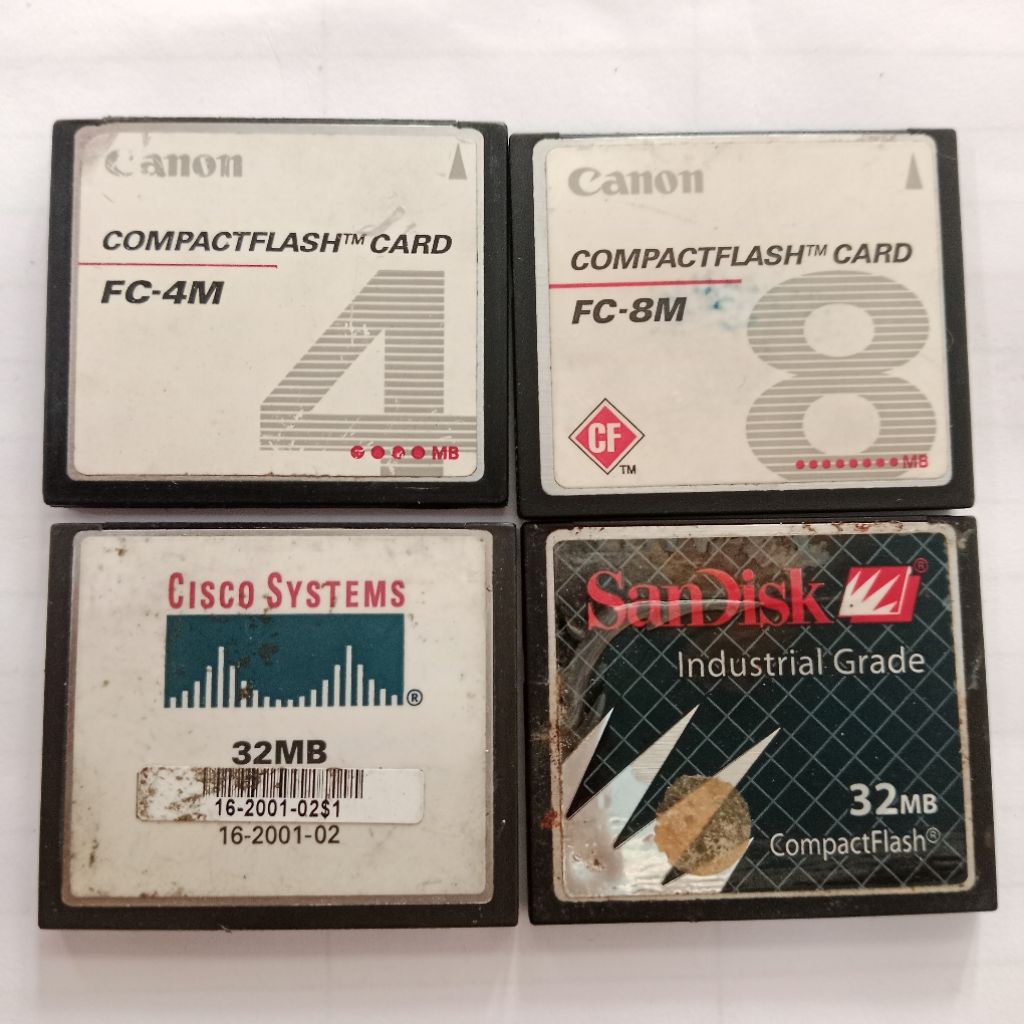 Canon
COMPACTFLASH™ CARD
FC-4M
4
MB
Canon
COMPACTFLASH™ CARD
FC-8M
8
CF
TM
MB
CISCO SYSTEMS
®
32MB
16-2001-02$1
16-2001-02
SanDisk ®
Industrial Grade
32MB
CompactFlash®